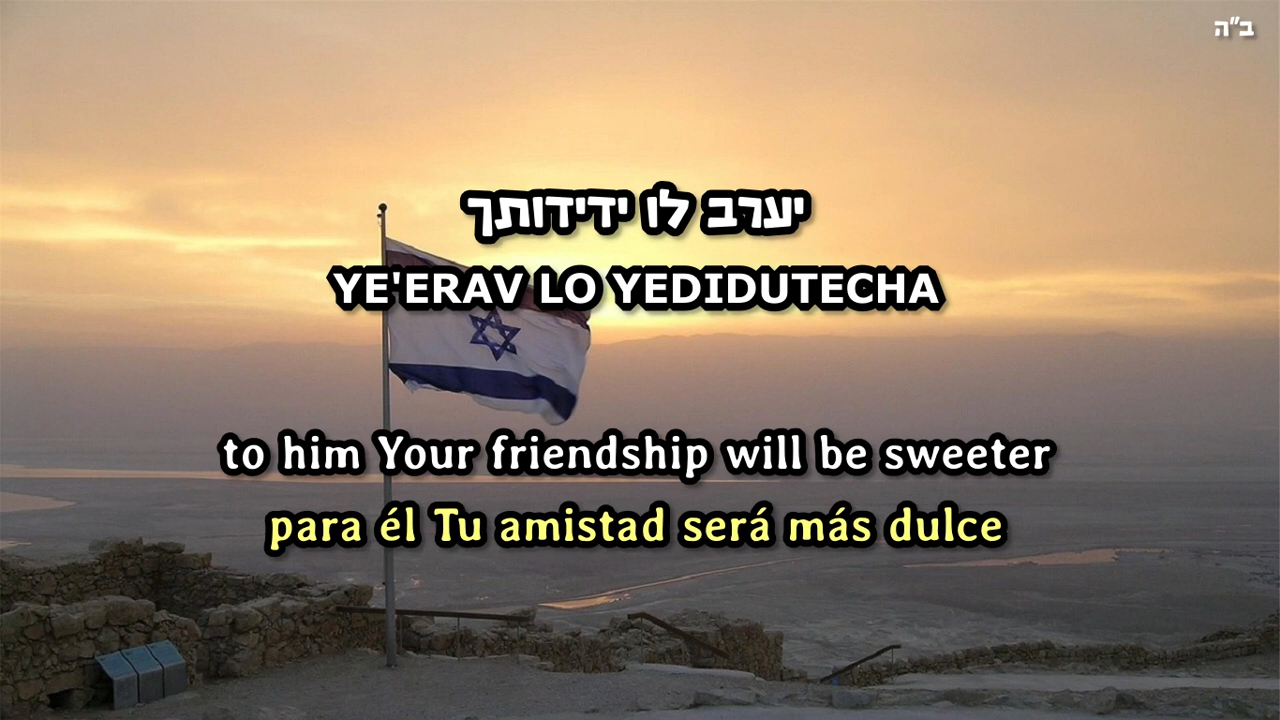 ב"ה
יערב לו ידידותך
YE'ERAV LO YEDIDUTECHA
to him Your friendship will be sweeter
para él Tu amistad será más dulce